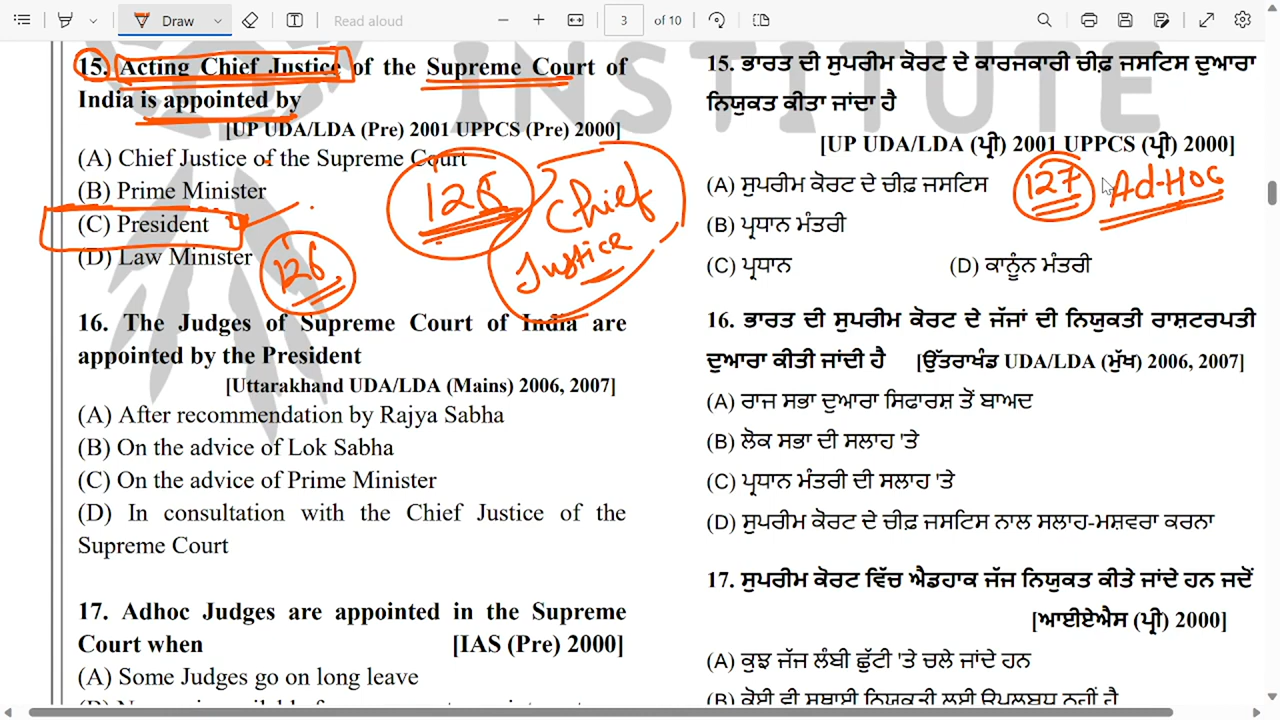 Draw
Read aloud
3
of 10
INSTITUTE
15. Acting Chief Justice of the Supreme Court of
India is appointed by
[UP UDA/LDA (Pre) 2001 UPPCS (Pre) 2000]
(A) Chief Justice of the Supreme Court
(B) Prime Minister
(C) President
(D) Law Minister
126
Chief
Justice
126
16. The Judges of Supreme Court of India are
appointed by the President
[Uttarakhand UDA/LDA (Mains) 2006, 2007]
(A) After recommendation by Rajya Sabha
(B) On the advice of Lok Sabha
(C) On the advice of Prime Minister
(D) In consultation with the Chief Justice of the
Supreme Court
17. Adhoc Judges are appointed in the Supreme
Court when [IAS (Pre) 2000]
(A) Some Judges go on long leave
15. ਭਾਰਤ ਦੀ ਸੁਪਰੀਮ ਕੋਰਟ ਦੇ ਕਾਰਜਕਾਰੀ ਚੀਫ਼ ਜਸਟਿਸ ਦੁਆਰਾ
ਨਿਯੁਕਤ ਕੀਤਾ ਜਾਂਦਾ ਹੈ
[UP UDA/LDA (ਪ੍ਰੀ) 2001 UPPCS (ਪ੍ਰੀ) 2000]
(A) ਸੁਪਰੀਮ ਕੋਰਟ ਦੇ ਚੀਫ਼ ਜਸਟਿਸ
127 Ad-Hoc
(B) ਪ੍ਰਧਾਨ ਮੰਤਰੀ
(C) ਪ੍ਰਧਾਨ (D) ਕਾਨੂੰਨ ਮੰਤਰੀ
16. ਭਾਰਤ ਦੀ ਸੁਪਰੀਮ ਕੋਰਟ ਦੇ ਜੱਜਾਂ ਦੀ ਨਿਯੁਕਤੀ ਰਾਸ਼ਟਰਪਤੀ
ਦੁਆਰਾ ਕੀਤੀ ਜਾਂਦੀ ਹੈ [ਉੱਤਰਾਖੰਡ UDA/LDA (ਮੁੱਖ) 2006, 2007]
(A) ਰਾਜ ਸਭਾ ਦੁਆਰਾ ਸਿਫਾਰਸ਼ ਤੋਂ ਬਾਅਦ
(B) ਲੋਕ ਸਭਾ ਦੀ ਸਲਾਹ 'ਤੇ
(C) ਪ੍ਰਧਾਨ ਮੰਤਰੀ ਦੀ ਸਲਾਹ 'ਤੇ
(D) ਸੁਪਰੀਮ ਕੋਰਟ ਦੇ ਚੀਫ਼ ਜਸਟਿਸ ਨਾਲ ਸਲਾਹ-ਮਸ਼ਵਰਾ ਕਰਨਾ
17. ਸੁਪਰੀਮ ਕੋਰਟ ਵਿੱਚ ਐਡਹਾਕ ਜੱਜ ਨਿਯੁਕਤ ਕੀਤੇ ਜਾਂਦੇ ਹਨ ਜਦੋਂ
[ਆਈਏਐਸ (ਪ੍ਰੀ) 2000]
(A) ਕੁਝ ਜੱਜ ਲੰਬੀ ਛੁੱਟੀ 'ਤੇ ਚਲੇ ਜਾਂਦੇ ਹਨ
(B) ਕੋਈ ਵੀ ਸਥਾਈ ਨਿਯੁਕਤੀ ਲਈ ਉਪਲਬਧ ਨਹੀਂ ਹੈ